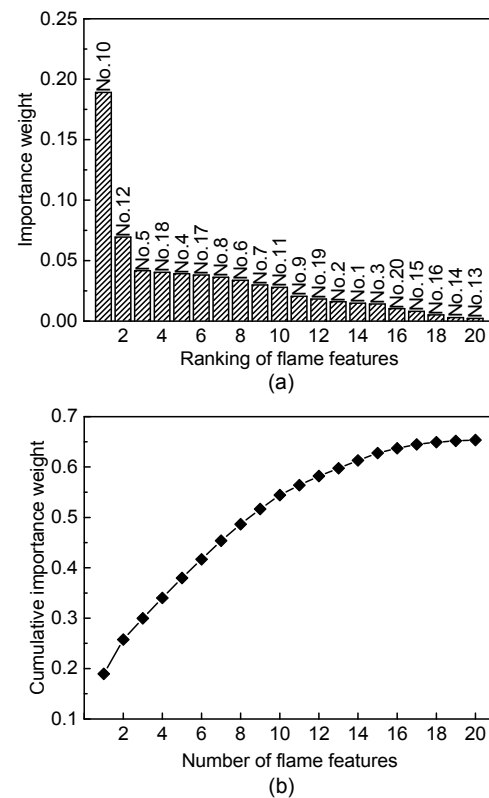 0.25
0.20
0.15
0.10
0.05
0.00
Importance weight
No.10
No.12
No.5
No.18
No.4
No.17
No.8
No.6
No.7
No.11
No.9
No.19
No.2
No.1
No.3
No.20
No.15
No.16
No.14
No.13
2 4 6 8 10 12 14 16 18 20
Ranking of flame features
(a)
0.7
0.6
0.5
0.4
0.3
0.2
0.1
Cumulative importance weight
2 4 6 8 10 12 14 16 18 20
Number of flame features
(b)